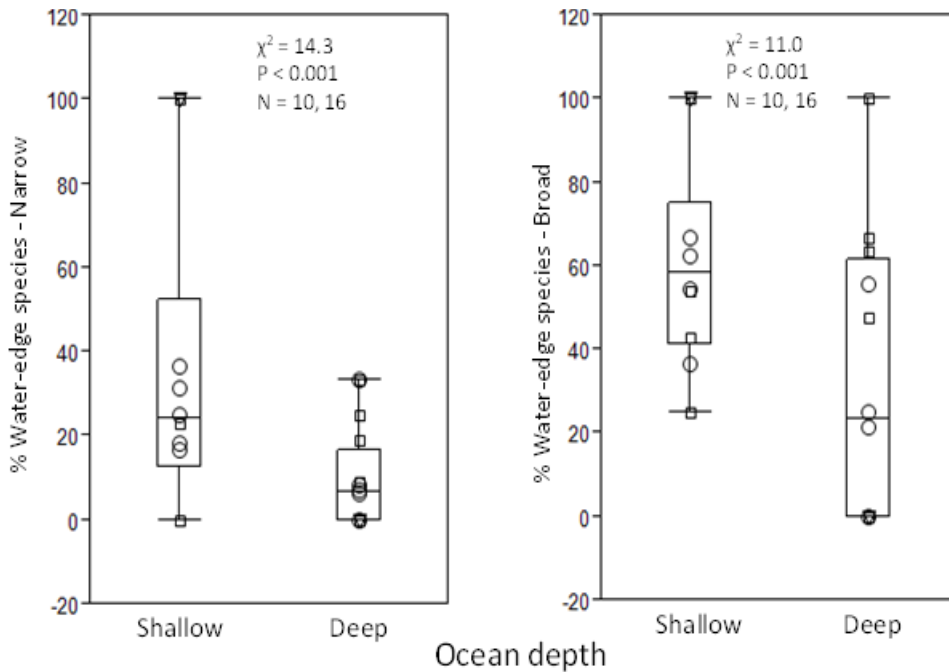 % Water-edge species - Narrow
120
100
80
60
40
20
0
-20
χ² = 14.3
P < 0.001
N = 10, 16
Shallow
Deep
% Water-edge species - Broad
120
100
80
60
40
20
0
-20
χ² = 11.0
P < 0.001
N = 10, 16
Shallow
Deep
Ocean depth